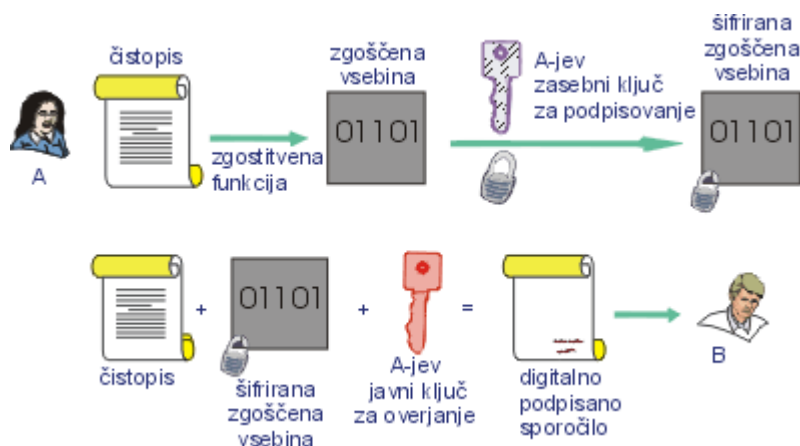 čistopis
A
zgostitvena
funkcija
zgoščena
vsebina
01101
A-jev
zasebni ključ
za podpisovanje
šifrirana
zgoščena
vsebina
01101
čistopis
+
01101
šifrirana
zgoščena
vsebina
+
A-jev
javni ključ
za overjanje
=
digitalno
podpisano
sporočilo
B